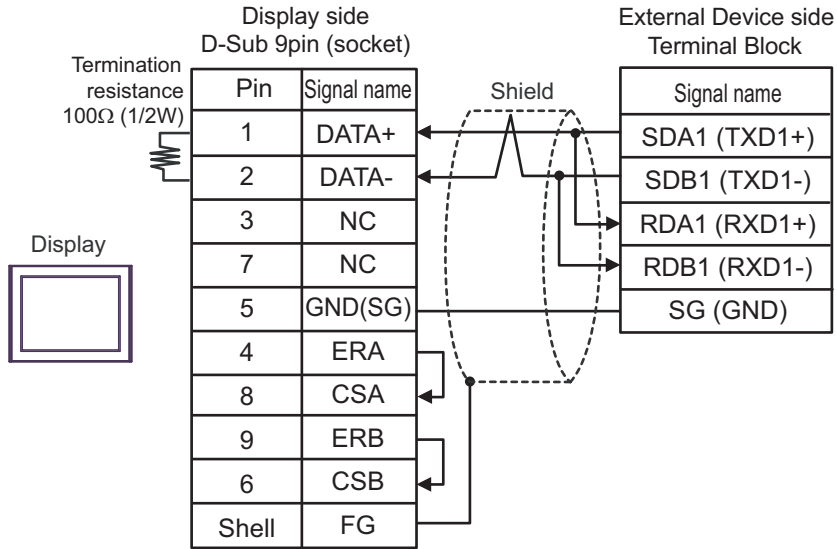 Display side
D-Sub 9pin (socket)
External Device side
Terminal Block
Termination
resistance
100Ω (1/2W)
Shield
Display
Pin Signal name
1 DATA+
2 DATA-
3 NC
7 NC
5 GND(SG)
4 ERA
8 CSA
9 ERB
6 CSB
Shell FG
Signal name
SDA1 (TXD1+)
SDB1 (TXD1-)
RDA1 (RXD1+)
RDB1 (RXD1-)
SG (GND)